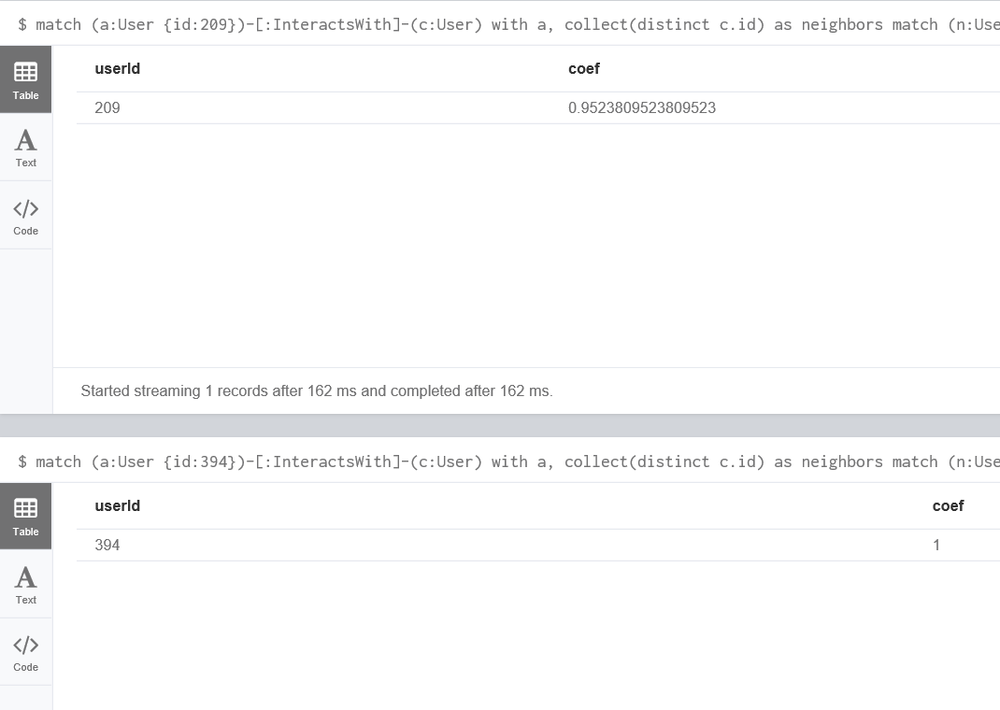 $ match (a:User {id:209})-[:InteractsWith]-(c:User) with a, collect(distinct c.id) as neighbors match (n:Use
Table
userId coef
209 0.9523809523809523
Text
Code
Started streaming 1 records after 162 ms and completed after 162 ms.
$ match (a:User {id:394})-[:InteractsWith]-(c:User) with a, collect(distinct c.id) as neighbors match (n:Use
Table
userId coef
394 1
Text
Code